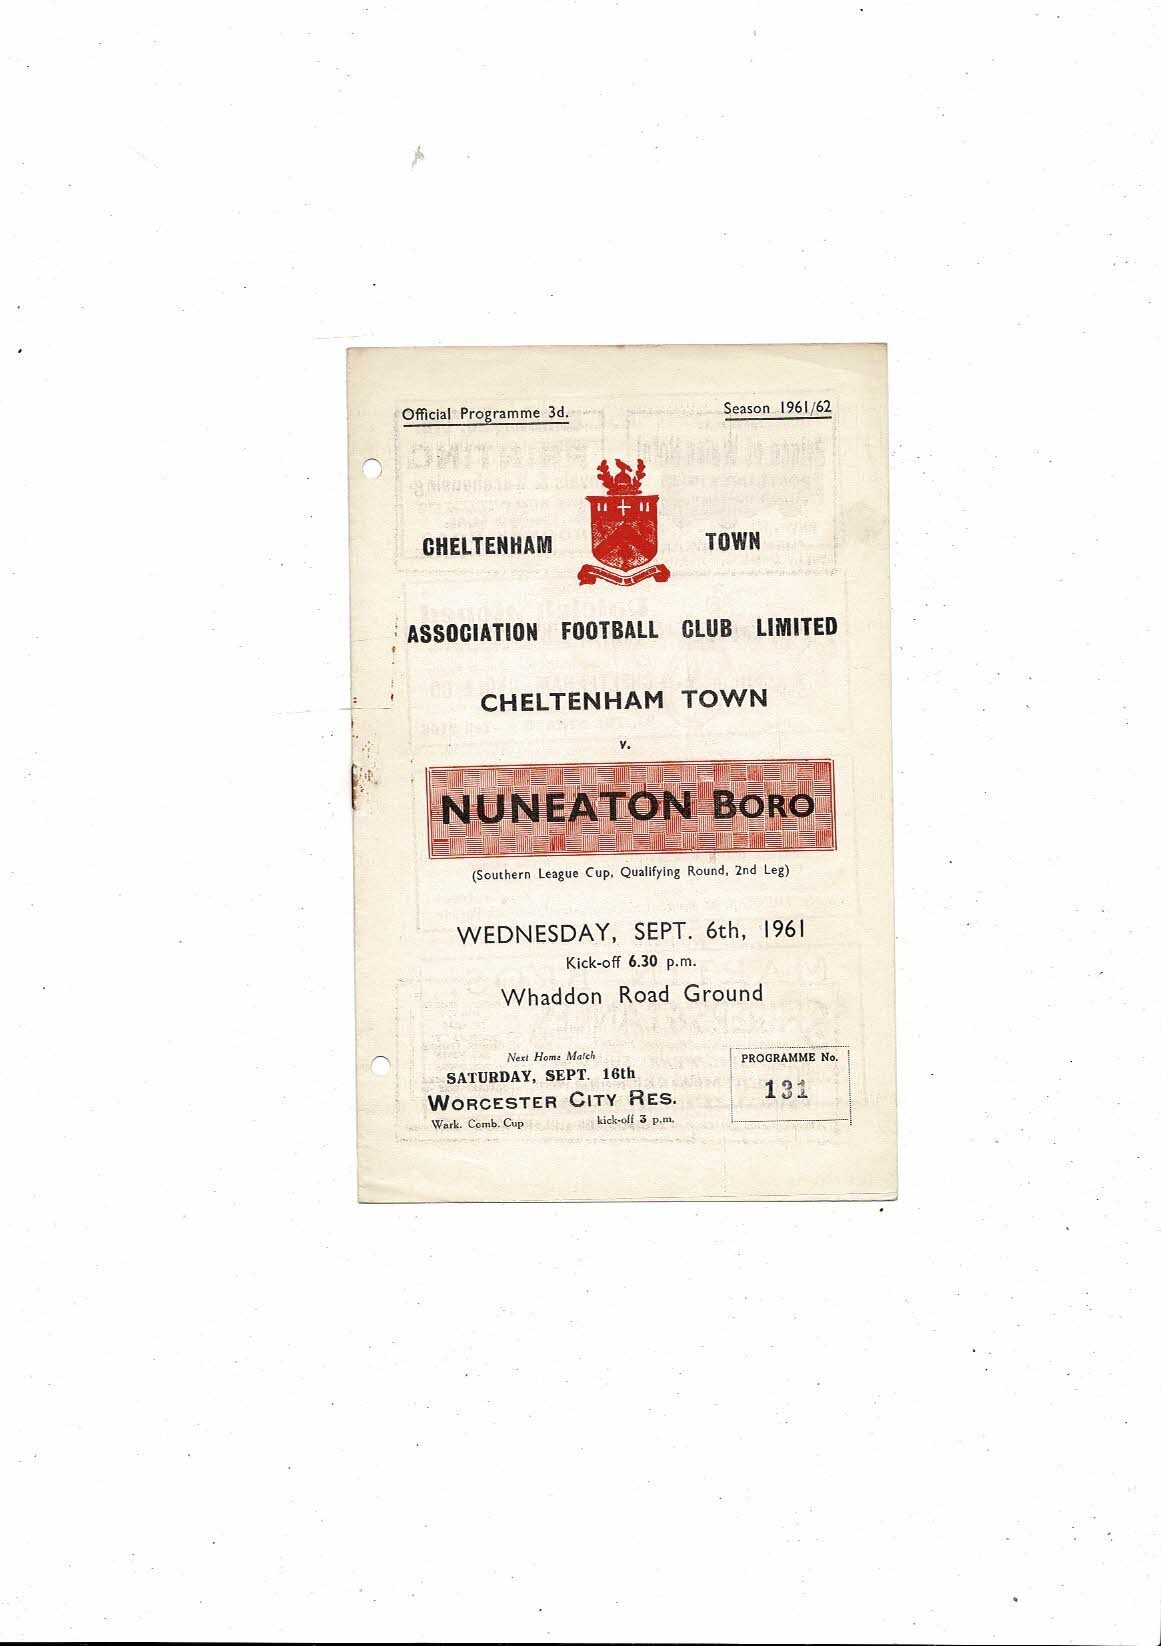 Official Programme 3d. Season 1961/62
CHELTENHAM TOWN
ASSOCIATION FOOTBALL CLUB LIMITED
CHELTENHAM TOWN
v.
NUNEATON BORO
(Southern League Cup, Qualifying Round, 2nd Leg)
WEDNESDAY, SEPT. 6th, 1961
Kick-off 6.30 p.m.
Whaddon Road Ground
Next Home Match
SATURDAY, SEPT. 16th
WORCESTER CITY RES.
Wark. Comb. Cup kick-off 3 p.m.
PROGRAMME No.
131